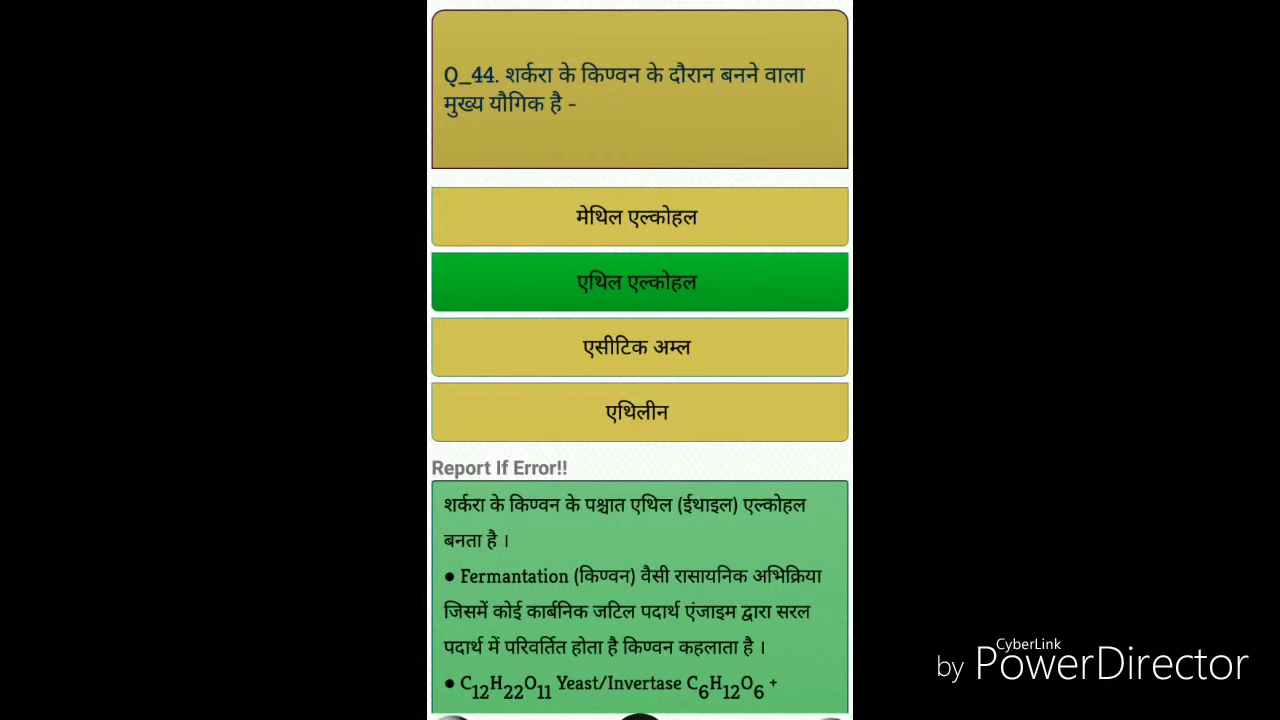 Q_44. शर्करा के किण्वन के दौरान बनने वाला
मुख्य यौगिक है -
मेथिल एल्कोहल
एथिल एल्कोहल
एसीटिक अम्ल
एथिलीन
Report If Error!!
शर्करा के किण्वन के पश्चात एथिल (ईथाइल) एल्कोहल
बनता है ।
● Fermantation (किण्वन) वैसी रासायनिक अभिक्रिया
जिसमें कोई कार्बनिक जटिल पदार्थ एंजाइम द्वारा सरल
पदार्थ में परिवर्तित होता है किण्वन कहलाता है ।
● C12H22O11 Yeast/Invertase C6H12O6 +
CyberLink
by PowerDirector